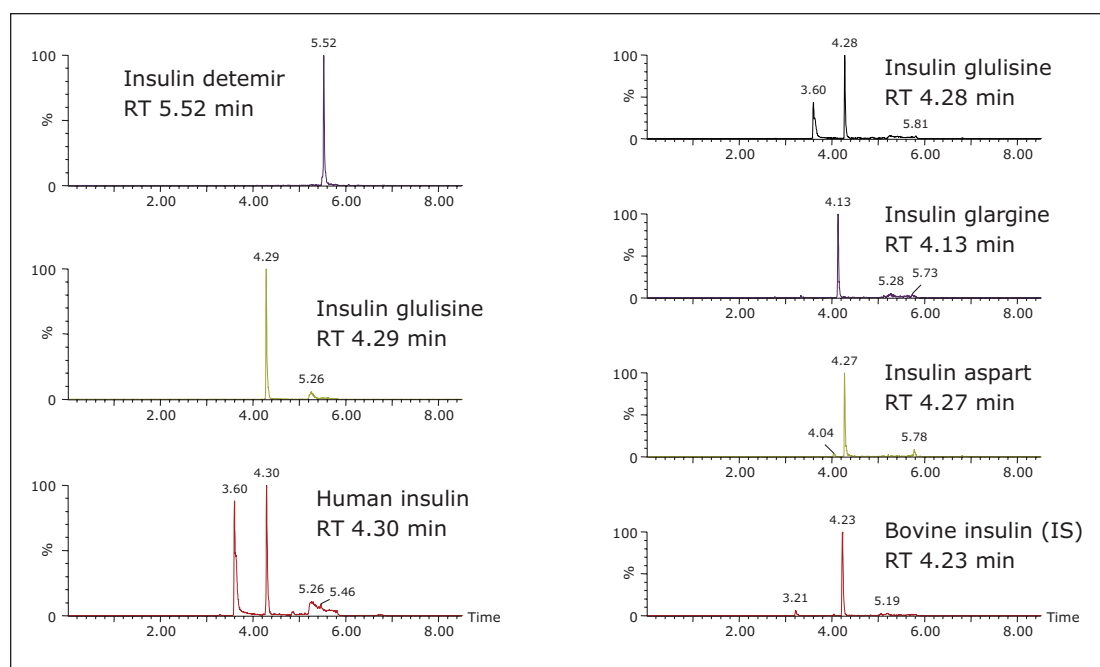 5.52
100
Insulin detemir
RT 5.52 min
%
0
2.00 4.00 6.00 8.00
4.29
100
Insulin glulisine
RT 4.29 min
%
5.26
0
2.00 4.00 6.00 8.00
4.30
100
3.60
Human insulin
RT 4.30 min
%
5.26 5.46
0
Time
2.00 4.00 6.00 8.00
4.28
100
Insulin glulisine
RT 4.28 min
3.60
%
5.81
0
2.00 4.00 6.00 8.00
4.13
100
Insulin glargine
RT 4.13 min
%
5.28 5.73
0
2.00 4.00 6.00 8.00
4.27
100
Insulin aspart
RT 4.27 min
%
4.04 5.78
0
2.00 4.00 6.00 8.00
4.23
100
Bovine insulin (IS)
RT 4.23 min
%
3.21 5.19
0
Time
2.00 4.00 6.00 8.00